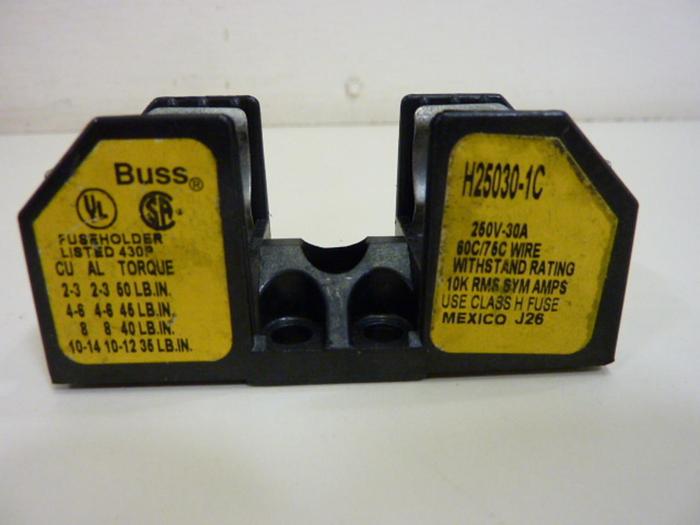 Buss®
UL
SA
FUSEHOLDER
LISTED 430P
CU AL TORQUE
2-3 2-3 50 LB.IN.
4-6 4-6 45 LB.IN.
8 8 40 LB.IN.
10-14 10-12 35 LB.IN.
H25030-1C
250V-30A
60C/75C WIRE
WITHSTAND RATING
10K RMS SYM AMPS
USE CLASS H FUSE
MEXICO J26